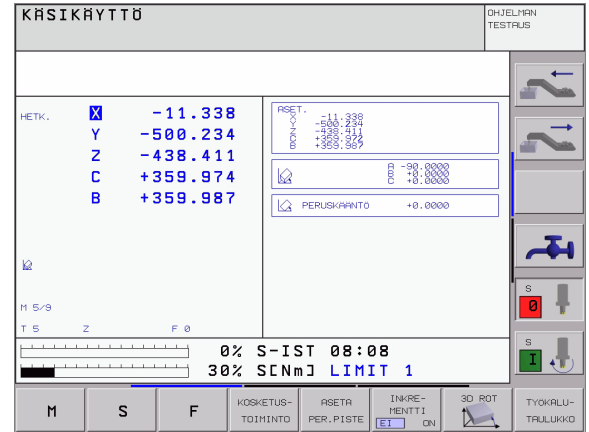 KÄSIKÄYTTÖ
OHJELMAN
TESTAUS
HETK. X -11.338
Y -500.234
Z -438.411
C +359.974
B +359.987
ASET.
X -11.338
Y -500.234
Z -438.411
C +359.972
B +359.987
A -90.0000
B +0.0000
C +0.0000
PERUSKÄÄNTÖ +0.0000
M 5/9
T 5 Z F 0
0% S-IST 08:08
30% S[Nm] LIMIT 1
S
0
S
I
M
S
F
KOSKETUS-
TOIMINTO
ASETA
PER.PISTE
INKRE-
MENTTI
EI ON
3D ROT
TYÖKALU-
TAULUKKO